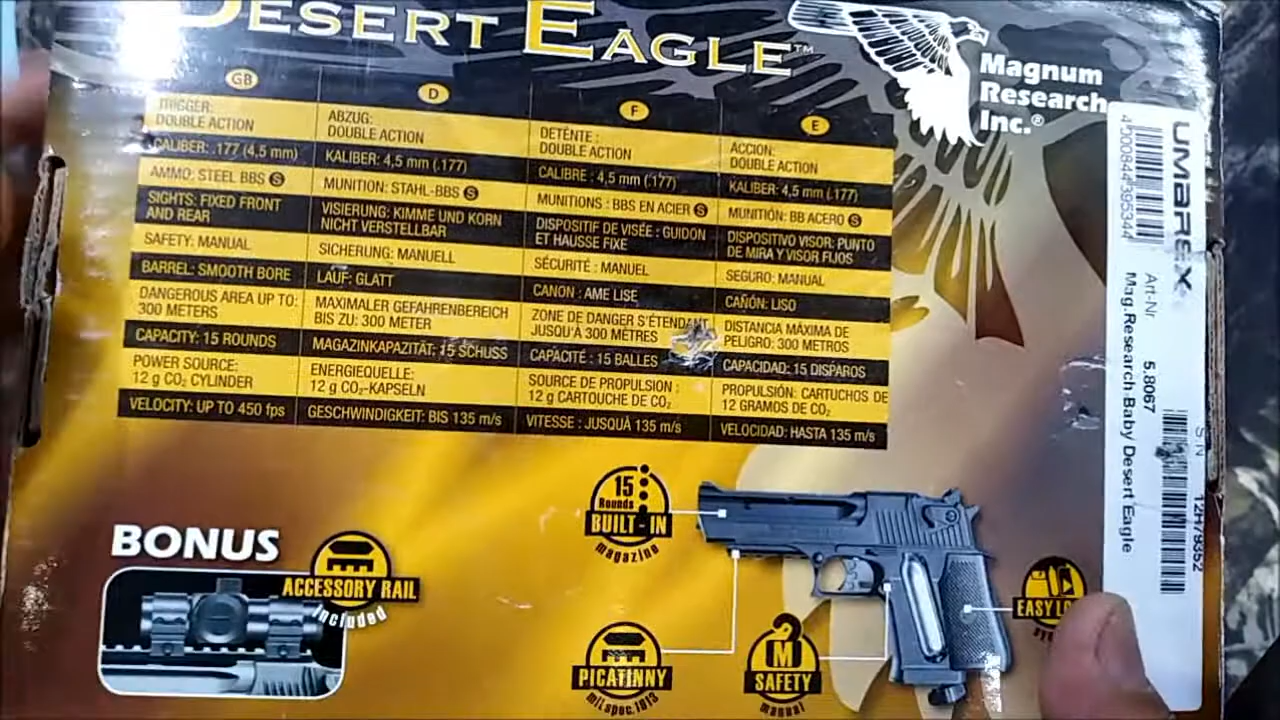 DESERT EAGLE™
Magnum
Research
Inc.®
GB
TRIGGER:
DOUBLE ACTION
CALIBER: .177 (4,5 mm)
AMMO: STEEL BBS S
SIGHTS: FIXED FRONT
AND REAR
SAFETY: MANUAL
BARREL: SMOOTH BORE
DANGEROUS AREA UP TO:
300 METERS
CAPACITY: 15 ROUNDS
POWER SOURCE:
12 g CO₂ CYLINDER
VELOCITY: UP TO 450 fps
D
ABZUG:
DOUBLE ACTION
KALIBER: 4,5 mm (.177)
MUNITION: STAHL-BBS S
VISIERUNG: KIMME UND KORN
NICHT VERSTELLBAR
SICHERUNG: MANUELL
LAUF: GLATT
MAXIMALER GEFAHRENBEREICH
BIS ZU: 300 METER
MAGAZINKAPAZITÄT: 15 SCHUSS
ENERGIEQUELLE:
12 g CO₂-KAPSELN
GESCHWINDIGKEIT: BIS 135 m/s
F
DÉTENTE :
DOUBLE ACTION
CALIBRE : 4,5 mm (.177)
MUNITIONS : BBS EN ACIER S
DISPOSITIF DE VISÉE : GUIDON
ET HAUSSE FIXE
SÉCURITÉ : MANUEL
CANON : AME LISE
ZONE DE DANGER S'ÉTENDANT
JUSQU'À 300 MÈTRES
CAPACITÉ : 15 BALLES
SOURCE DE PROPULSION :
12 g CARTOUCHE DE CO₂
VITESSE : JUSQUÀ 135 m/s
E
ACCION:
DOUBLE ACTION
KALIBER: 4,5 mm (.177)
MUNITIÓN: BB ACERO S
DISPOSITIVO VISOR: PUNTO
DE MIRA Y VISOR FIJOS
SEGURO: MANUAL
CAÑÓN: LISO
DISTANCIA MÁXIMA DE
PELIGRO: 300 METROS
CAPACIDAD: 15 DISPAROS
PROPULSIÓN: CARTUCHOS DE
12 GRAMOS DE CO₂
VELOCIDAD: HASTA 135 m/s
UMAREX
4000844395344
Art-Nr 5.8067
Mag.Research Baby Desert Eagle
S N 12H79352
BONUS
ACCESSORY RAIL
included
15
Rounds
BUILT-IN
magazine
PICATINNY
mil.spec.1913
M
SAFETY
manual
EASY